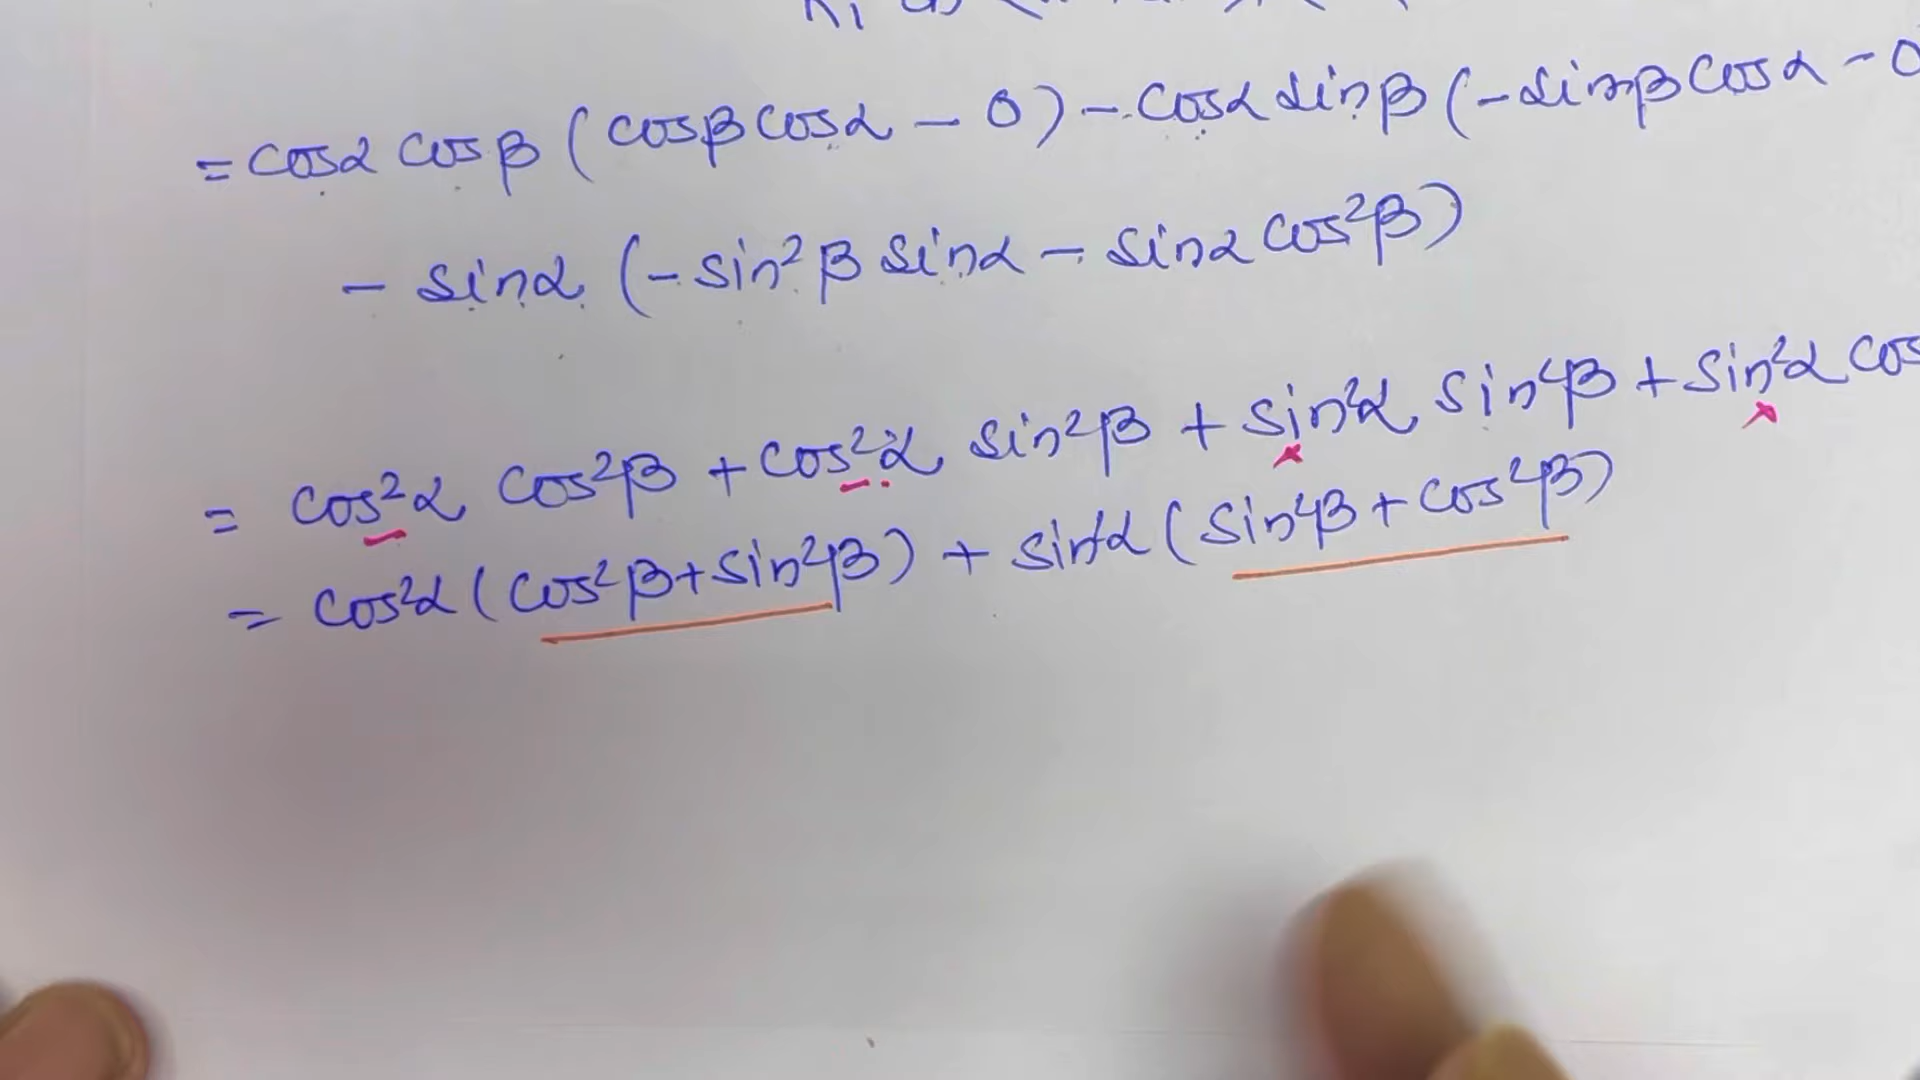 = cosα cosβ (cosβ cosα - 0) - cosα sinβ (-sinβ cosα - 0
- sinα (-sin²β sinα - sinα cos²β)
= cos²α cos²β + cos²α sin²β + sin²α sin²β + sin²α cos
= cos²α (cos²β + sin²β) + sin²α (sin²β + cos²β)